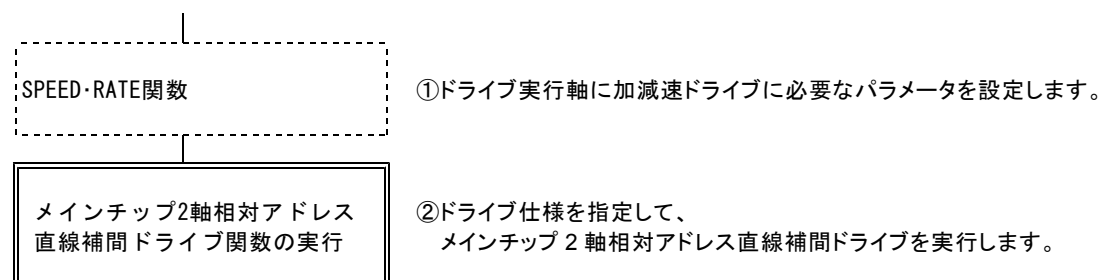 SPEED･RATE関数
①ドライブ実行軸に加減速ドライブに必要なパラメータを設定します。
メインチップ2軸相対アドレス
直線補間ドライブ関数の実行
②ドライブ仕様を指定して、
メインチップ２軸相対アドレス直線補間ドライブを実行します。